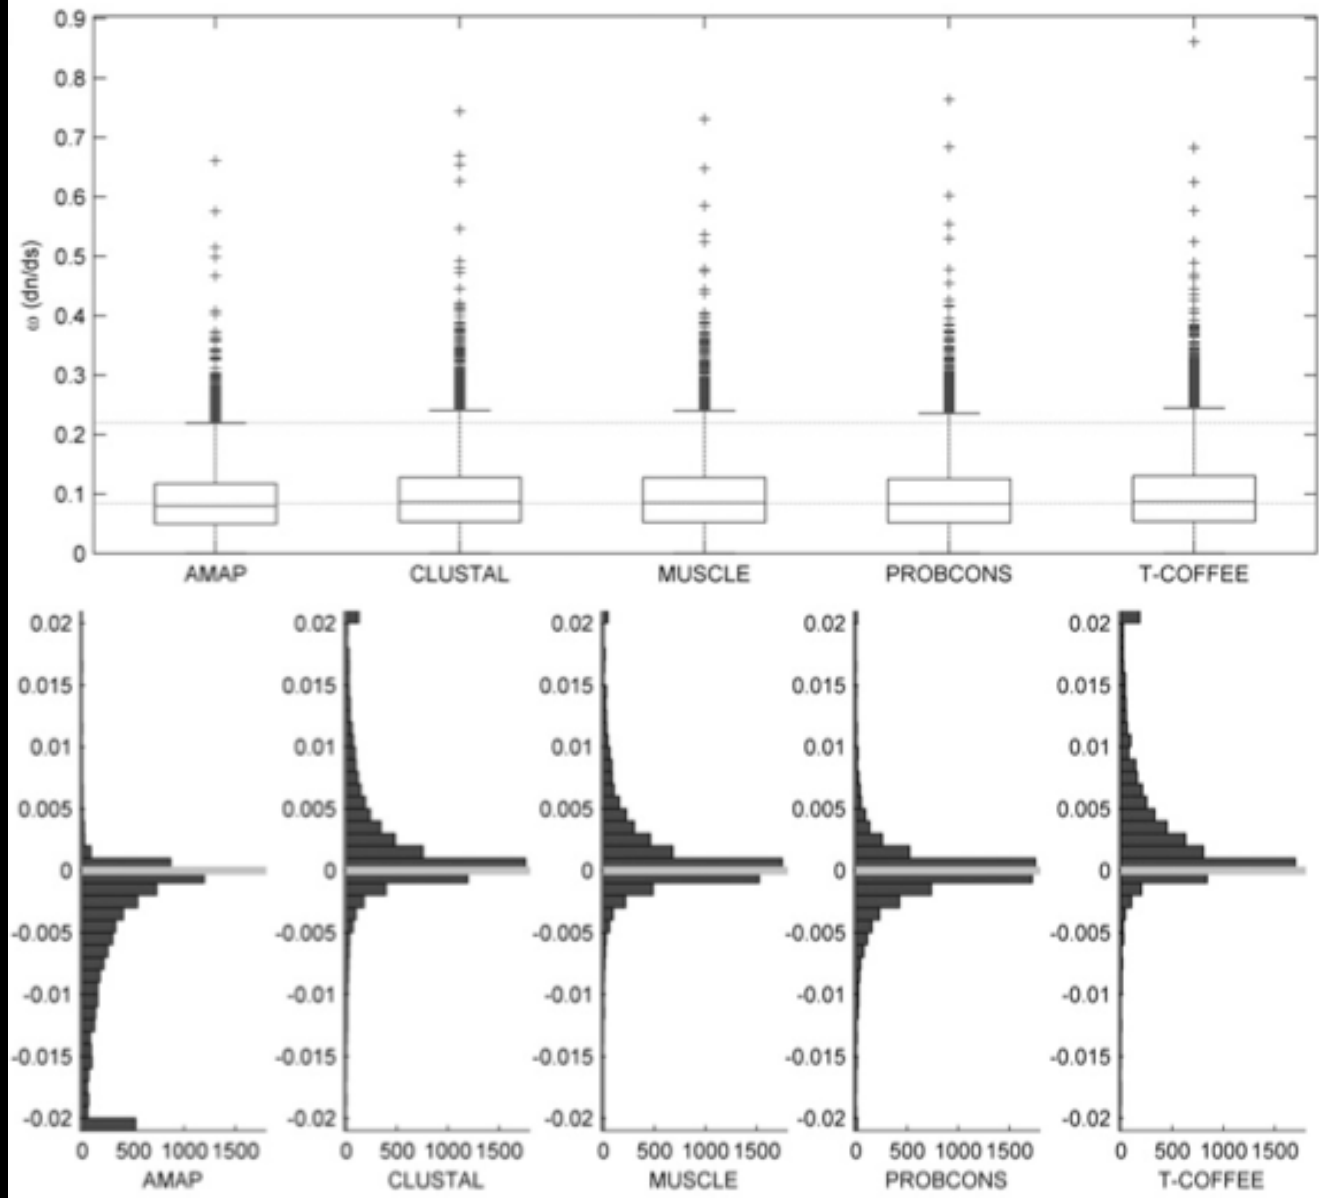 0.9
0.8
0.7
0.6
0.5
0.4
0.3
0.2
0.1
0
ω (dn/ds)
AMAP CLUSTAL MUSCLE PROBCONS T-COFFEE
0.02 0.02 0.02 0.02 0.02
0.015 0.015 0.015 0.015 0.015
0.01 0.01 0.01 0.01 0.01
0.005 0.005 0.005 0.005 0.005
0 0 0 0 0
-0.005 -0.005 -0.005 -0.005 -0.005
-0.01 -0.01 -0.01 -0.01 -0.01
-0.015 -0.015 -0.015 -0.015 -0.015
-0.02 -0.02 -0.02 -0.02 -0.02
0 500 1000 1500 0 500 1000 1500 0 500 1000 1500 0 500 1000 1500 0 500 1000 1500
AMAP CLUSTAL MUSCLE PROBCONS T-COFFEE